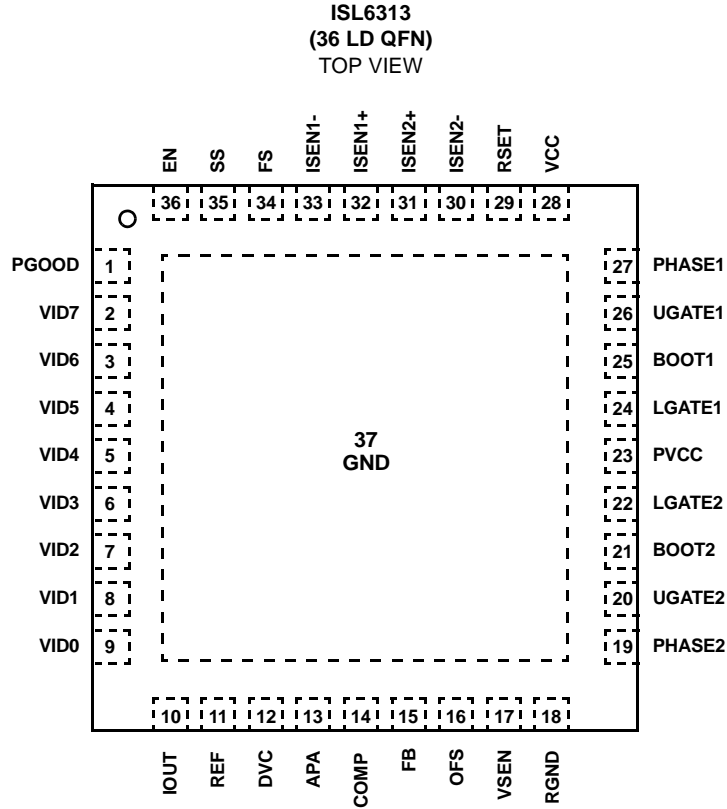 ISL6313
(36 LD QFN)
TOP VIEW
EN
SS
FS
ISEN1-
ISEN1+
ISEN2+
ISEN2-
RSET
VCC
36 35 34 33 32 31 30 29 28
PGOOD 1 27 PHASE1
VID7 2 26 UGATE1
VID6 3 25 BOOT1
VID5 4 24 LGATE1
VID4 5 37 23 PVCC
GND
VID3 6 22 LGATE2
VID2 7 21 BOOT2
VID1 8 20 UGATE2
VID0 9 19 PHASE2
10 11 12 13 14 15 16 17 18
IOUT
REF
DVC
APA
COMP
FB
OFS
VSEN
RGND